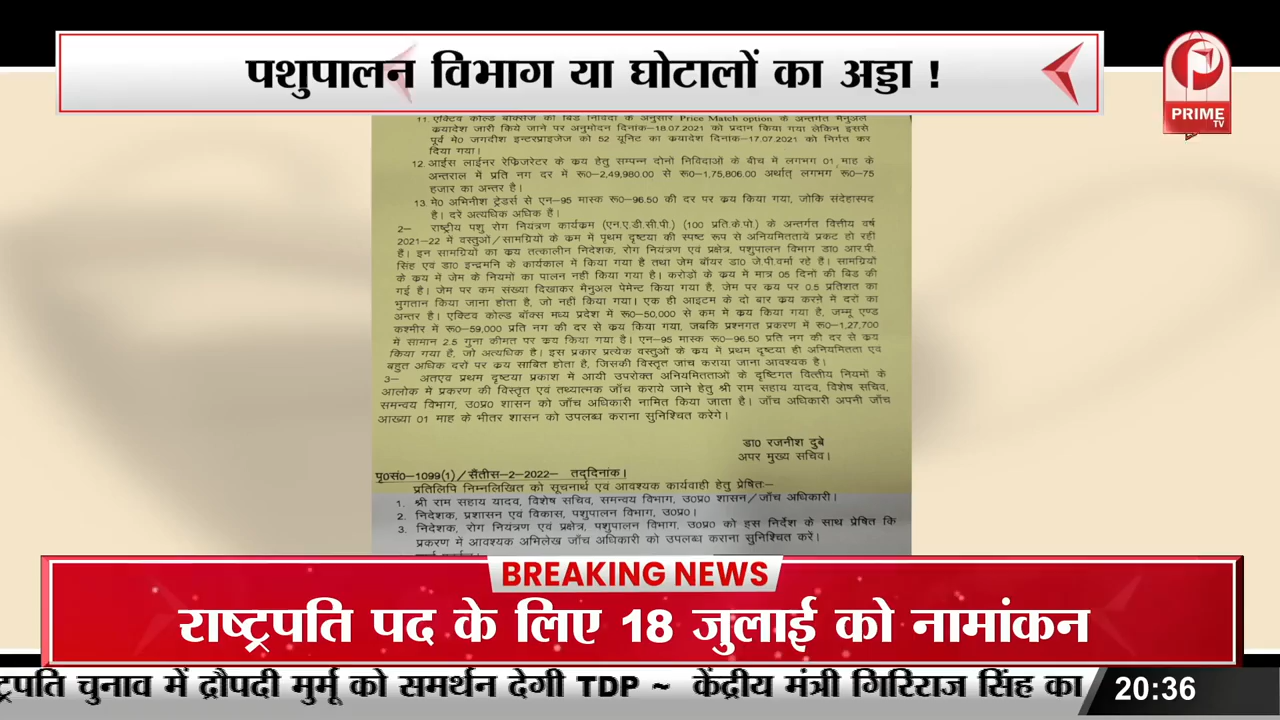 पशुपालन विभाग या घोटालों का अड्डा !
PRIME
TV
11. एक्टिव कोल्ड बॉक्सेज की बिड निविदा के अनुसार Price Match option के अन्तर्गत मैनुअल
क्रयादेश जारी किये जाने पर अनुमोदन दिनाक–18.07.2021 को प्रदान किया गया लेकिन इससे
पूर्व मे0 जगदीश इन्टरप्राइजेज को 52 यूनिट का क्रयादेश दिनाक–17.07.2021 को निर्गत कर
दिया गया।
12. आईस लाईनर रेफ्रिजरेटर के क्रय हेतु सम्पन्न दोनों निविदाओं के बीच में लगभग 01 माह के
अन्तराल में प्रति नग दर में रू0–2,49,980.00 से रू0–1,75,806.00 अर्थात् लगभग रू0–75
हजार का अन्तर है।
13 मे0 अभिनीश ट्रेडर्स से एन–95 मास्क रू0–96.50 की दर पर क्रय किया गया, जोकि संदेहास्पद
है। दरे अत्यधिक अधिक हैं।
2– राष्ट्रीय पशु रोग नियंत्रण कार्यक्रम (एन.ए.डी.सी.पी.) (100 प्रति.के.पो.) के अन्तर्गत वित्तीय वर्ष
2021–22 में वस्तुओं/सामग्रियों के क्रम में पृथम दृष्टया की स्पष्ट रूप से अनियमिततायें प्रकट हो रही
हैं। इन सामग्रियों का क्रय तत्कालीन निदेशक, रोग नियंत्रण एवं प्रक्षेत्र, पशुपालन विभाग डा0 आर.पी.
सिंह एवं डा0 इन्द्रमनि के कार्यकाल में किया गया है तथा जेम बॉयर डा0 जे.पी.वर्मा रहे हैं। सामग्रियों
के क्रय में जेम के नियमों का पालन नही किया गया है। करोड़ों के क्रय में मात्र 05 दिनों की बिड की
गई है। जेम पर कम संख्या दिखाकर मैनुअल पेमेन्ट किया गया है, जेम पर क्रय पर 0.5 प्रतिशत का
भुगतान किया जाना होता है, जो नहीं किया गया। एक ही आइटम के दो बार क्रय करने में दरों का
अन्तर है। एक्टिव कोल्ड बॉक्स मध्य प्रदेश में रू0–50,000 से कम में क्रय किया गया है, जम्मू एण्ड
कश्मीर में रू0–59,000 प्रति नग की दर से क्रय किया गया, जबकि प्रश्नगत प्रकरण में रू0–1,27,700
में सामान 2.5 गुना कीमत पर क्रय किया गया है। एन–95 मास्क रू0–96.50 प्रति नग की दर से क्रय
किया गया है, जो अत्यधिक है। इस प्रकार प्रत्येक वस्तुओं के क्रय में प्रथम दृष्टया ही अनियमितता एवं
बहुत अधिक दरो पर क्रय साबित होता है, जिसकी विस्तृत जांच कराया जाना आवश्यक है।
3– अतएव प्रथम दृष्टया प्रकाश में आयी उपरोक्त अनियमितताओं के दृष्टिगत वित्तीय नियमों के
आलोक मे प्रकरण की विस्तृत एवं तथ्यात्मक जॉच कराये जाने हेतु श्री राम सहाय यादव, विशेष सचिव,
समन्वय विभाग, उ0प्र0 शासन को जॉच अधिकारी नामित किया जाता है। जॉच अधिकारी अपनी जॉच
आख्या 01 माह के भीतर शासन को उपलब्ध कराना सुनिश्चित करेगे।
डा0 रजनीश दुबे
अपर मुख्य सचिव।
पृ0सं0–1099(1)/सैंतीस–2–2022– तद्दिनांक।
प्रतिलिपि निम्नलिखित को सूचनार्थ एवं आवश्यक कार्यवाही हेतु प्रेषितः–
1. श्री राम सहाय यादव, विशेष सचिव, समन्वय विभाग, उ0प्र0 शासन/जॉच अधिकारी।
2. निदेशक, प्रशासन एवं विकास, पशुपालन विभाग, उ0प्र0।
3. निदेशक, रोग नियंत्रण एवं प्रक्षेत्र, पशुपालन विभाग, उ0प्र0 को इस निर्देश के साथ प्रेषित कि
प्रकरण में आवश्यक अभिलेख जॉच अधिकारी को उपलब्ध कराना सुनिश्चित करें।
BREAKING NEWS
राष्ट्रपति पद के लिए 18 जुलाई को नामांकन
ट्रपति चुनाव में द्रौपदी मुर्मू को समर्थन देगी TDP ~ केंद्रीय मंत्री गिरिराज सिंह का
20:36